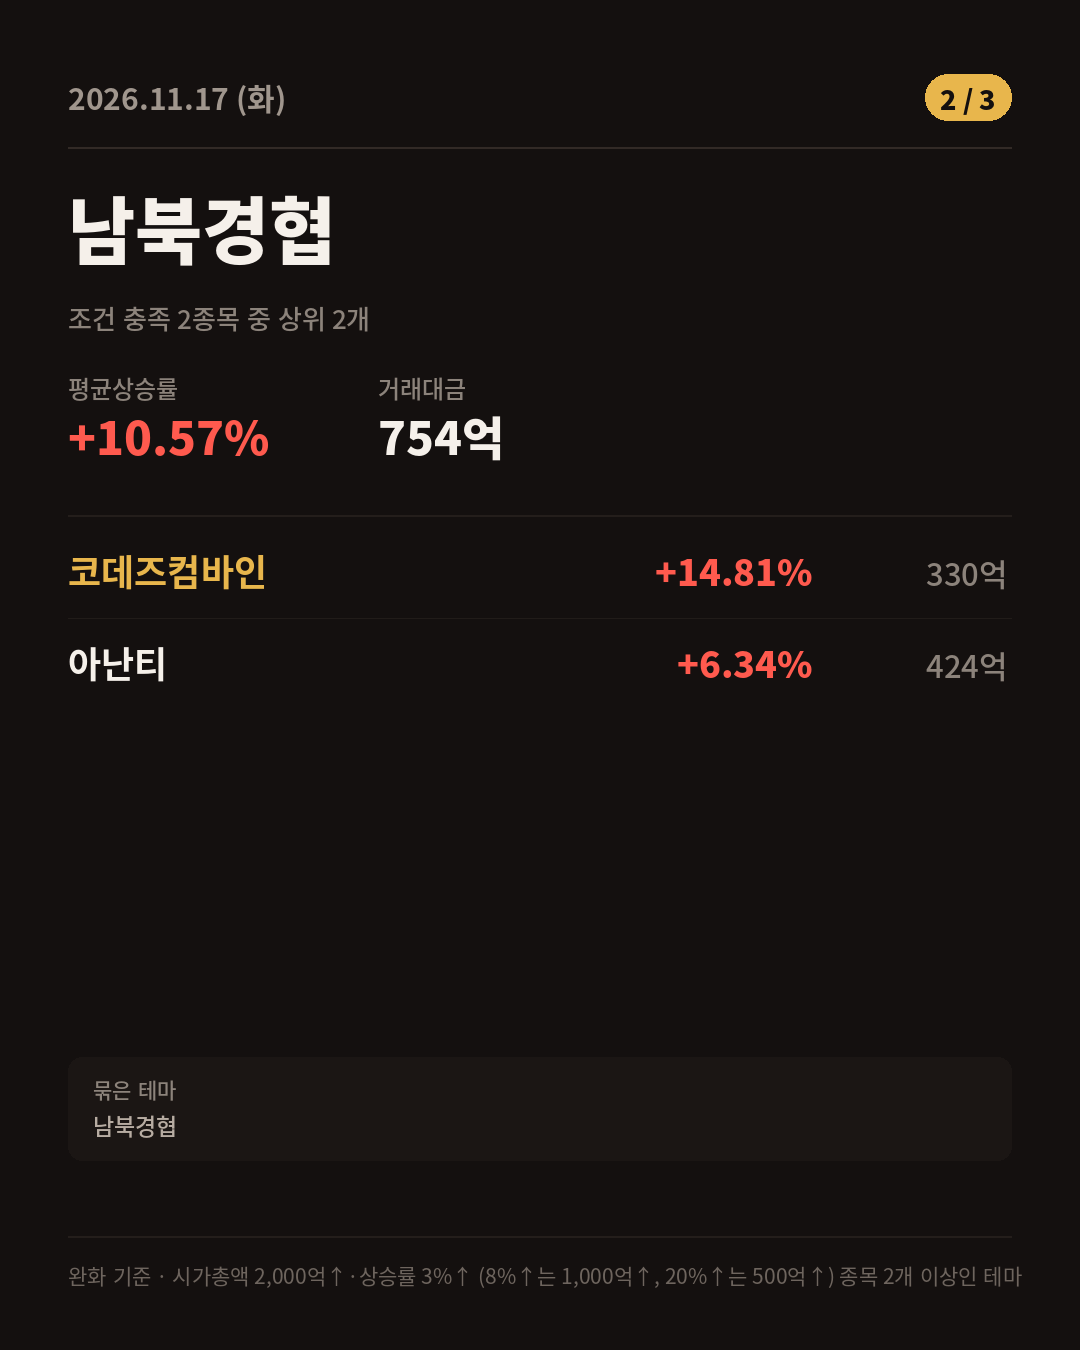 2026.11.17 (화)
2 / 3
남북경협
조건 충족 2종목 중 상위 2개
평균상승률 거래대금
+10.57% 754억
코데즈컴바인 +14.81% 330억
아난티 +6.34% 424억
묶은 테마
남북경협
완화 기준 · 시가총액 2,000억↑ · 상승률 3%↑ (8%↑는 1,000억↑, 20%↑는 500억↑) 종목 2개 이상인 테마